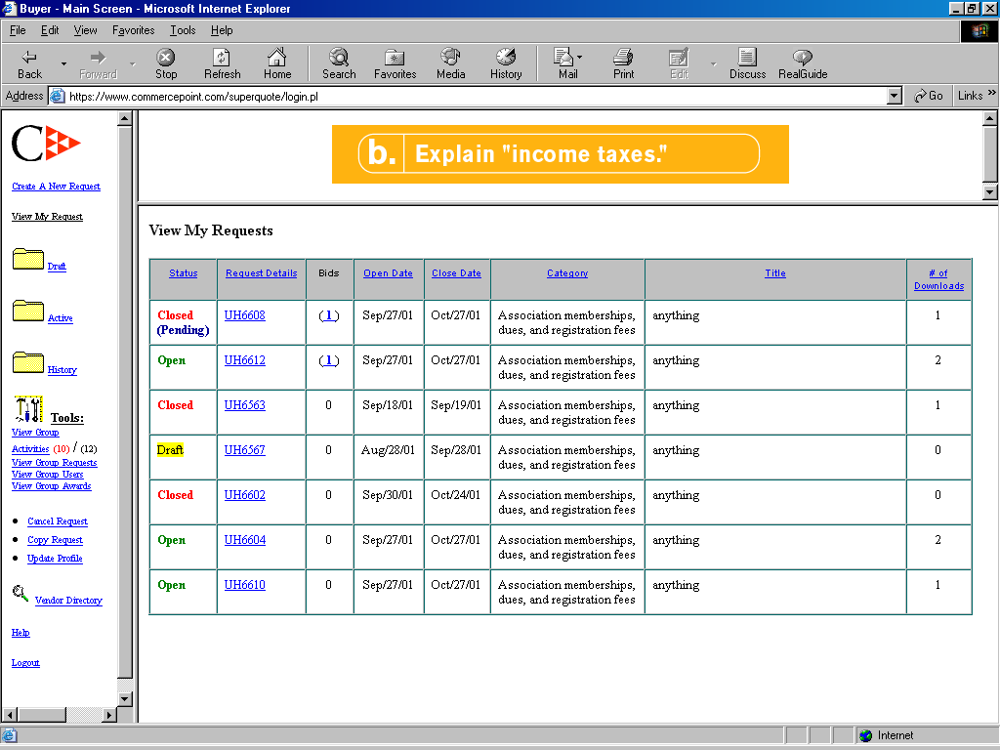 Buyer - Main Screen - Microsoft Internet Explorer
File Edit View Favorites Tools Help
Back Forward Stop Refresh Home Search Favorites Media History Mail Print Edit Discuss RealGuide
Address https://www.commercepoint.com/superquote/login.pl Go Links »
C
Create A New Request
View My Request
Draft
Active
History
Tools:
View Group
Activities (10) / (12)
View Group Requests
View Group Users
View Group Awards
Cancel Request
Copy Request
Update Profile
Vendor Directory
Help
Logout
b. Explain "income taxes."
View My Requests
Status Request Details Bids Open Date Close Date Category Title # of
Downloads
Closed UH6608 ( 1 ) Sep/27/01 Oct/27/01 Association memberships, anything 1
(Pending) dues, and registration fees
Open UH6612 ( 1 ) Sep/27/01 Oct/27/01 Association memberships, anything 2
dues, and registration fees
Closed UH6563 0 Sep/18/01 Sep/19/01 Association memberships, anything 1
dues, and registration fees
Draft UH6567 0 Aug/28/01 Sep/28/01 Association memberships, anything 0
dues, and registration fees
Closed UH6602 0 Sep/30/01 Oct/24/01 Association memberships, anything 0
dues, and registration fees
Open UH6604 0 Sep/27/01 Oct/27/01 Association memberships, anything 2
dues, and registration fees
Open UH6610 0 Sep/27/01 Oct/27/01 Association memberships, anything 1
dues, and registration fees
Internet